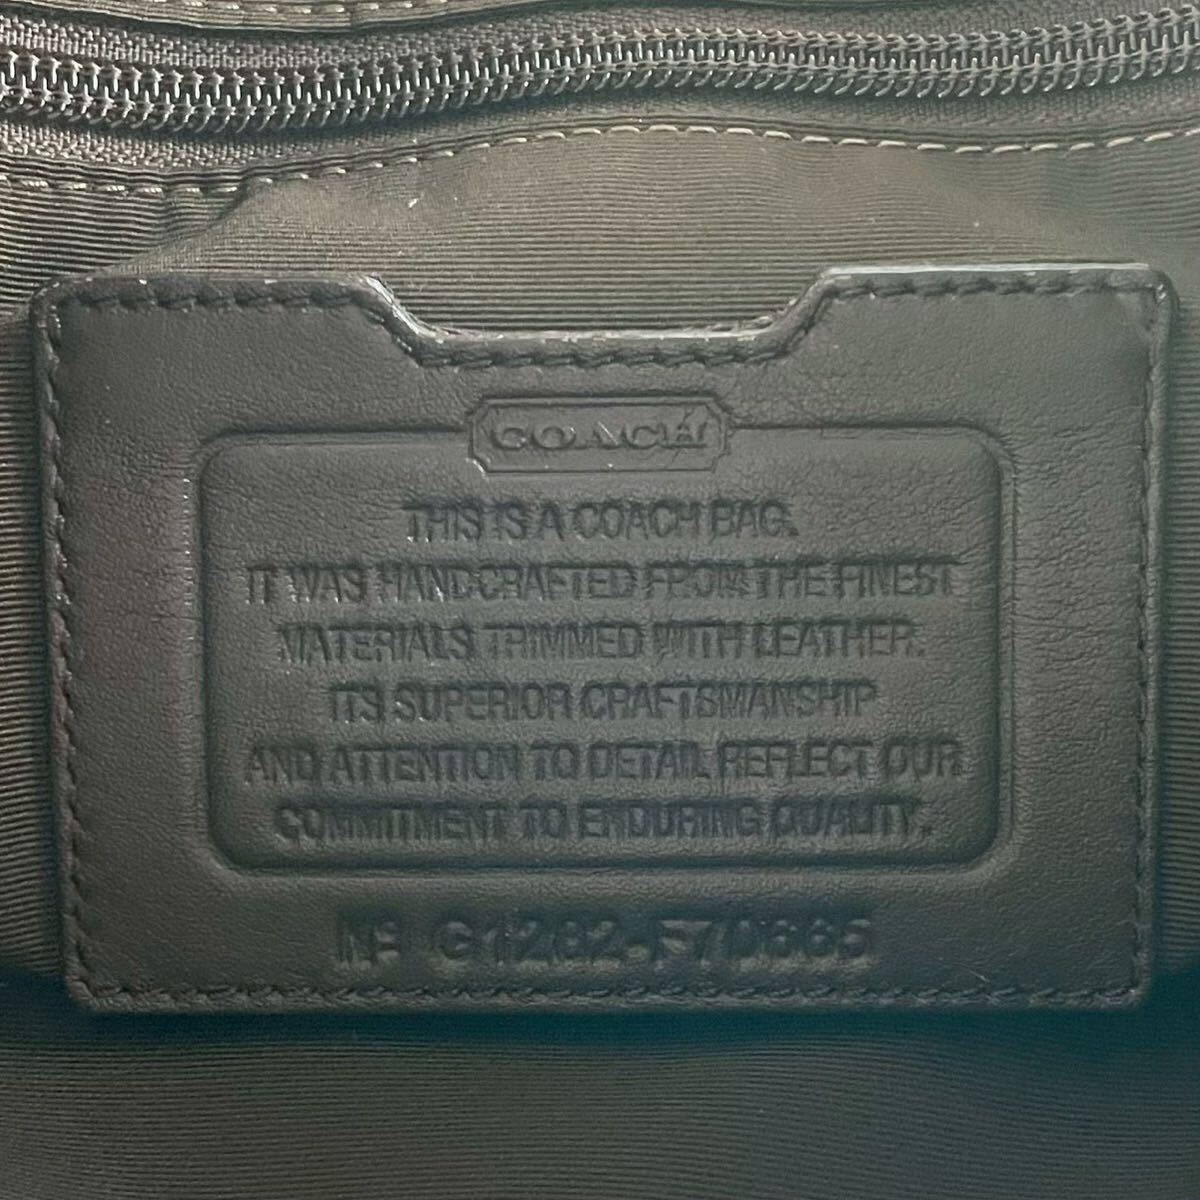 COACH
THIS IS A COACH BAG.
IT WAS HANDCRAFTED FROM THE FINEST
MATERIALS TRIMMED WITH LEATHER.
ITS SUPERIOR CRAFTSMANSHIP
AND ATTENTION TO DETAIL REFLECT OUR
COMMITMENT TO ENDURING QUALITY.
Nº G1282-F70665